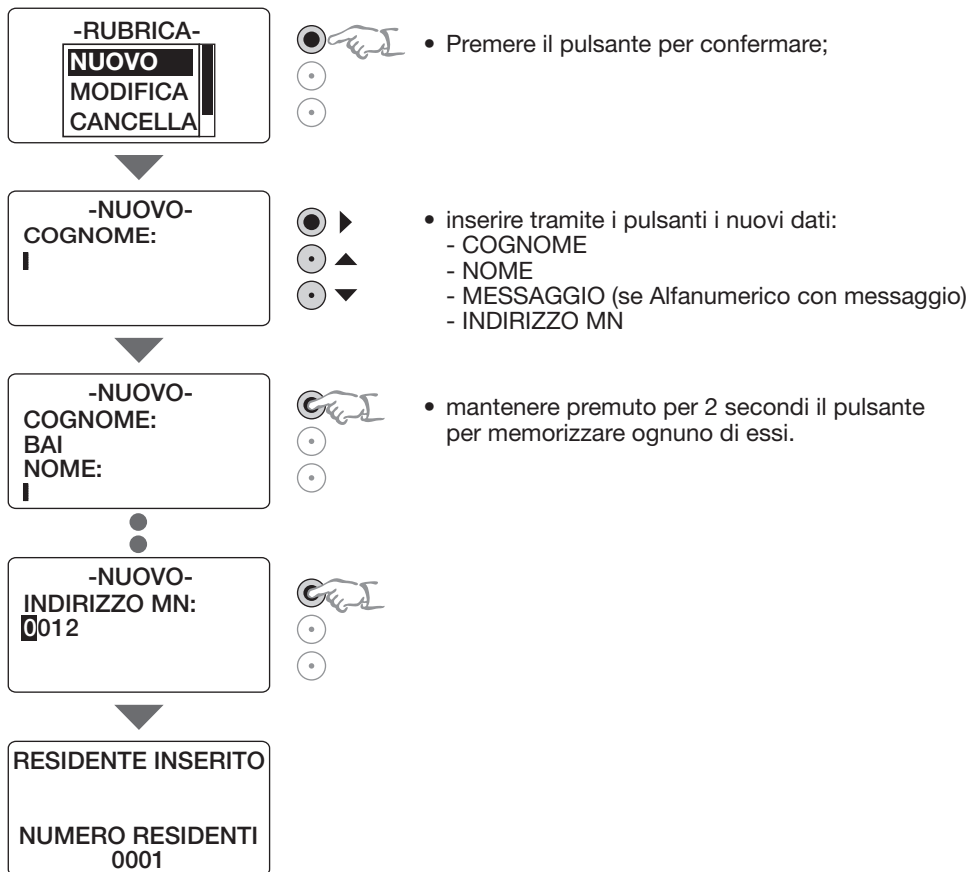 -RUBRICA-
NUOVO
MODIFICA
CANCELLA
• Premere il pulsante per confermare;
-NUOVO-
COGNOME:
• inserire tramite i pulsanti i nuovi dati:
- COGNOME
- NOME
- MESSAGGIO (se Alfanumerico con messaggio)
- INDIRIZZO MN
-NUOVO-
COGNOME:
BAI
NOME:
• mantenere premuto per 2 secondi il pulsante
per memorizzare ognuno di essi.
-NUOVO-
INDIRIZZO MN:
0012
RESIDENTE INSERITO
NUMERO RESIDENTI
0001